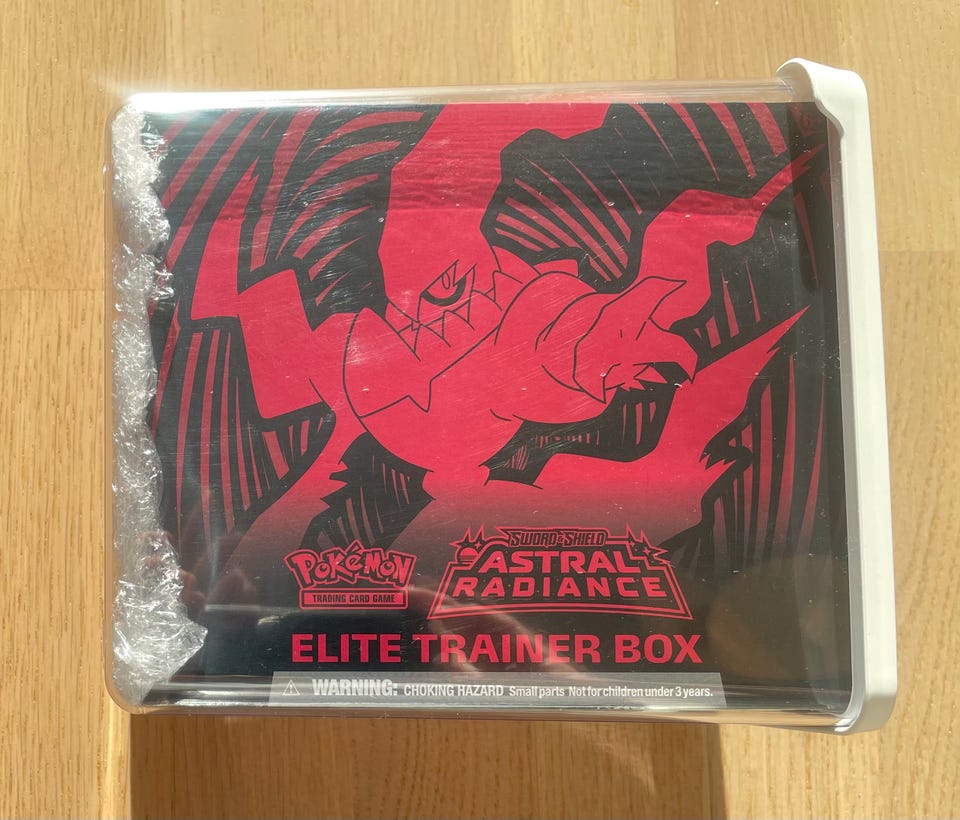 Pokémon
TRADING CARD GAME
SWORD & SHIELD
ASTRAL
RADIANCE
ELITE TRAINER BOX
WARNING: CHOKING HAZARD Small parts Not for children under 3 years.